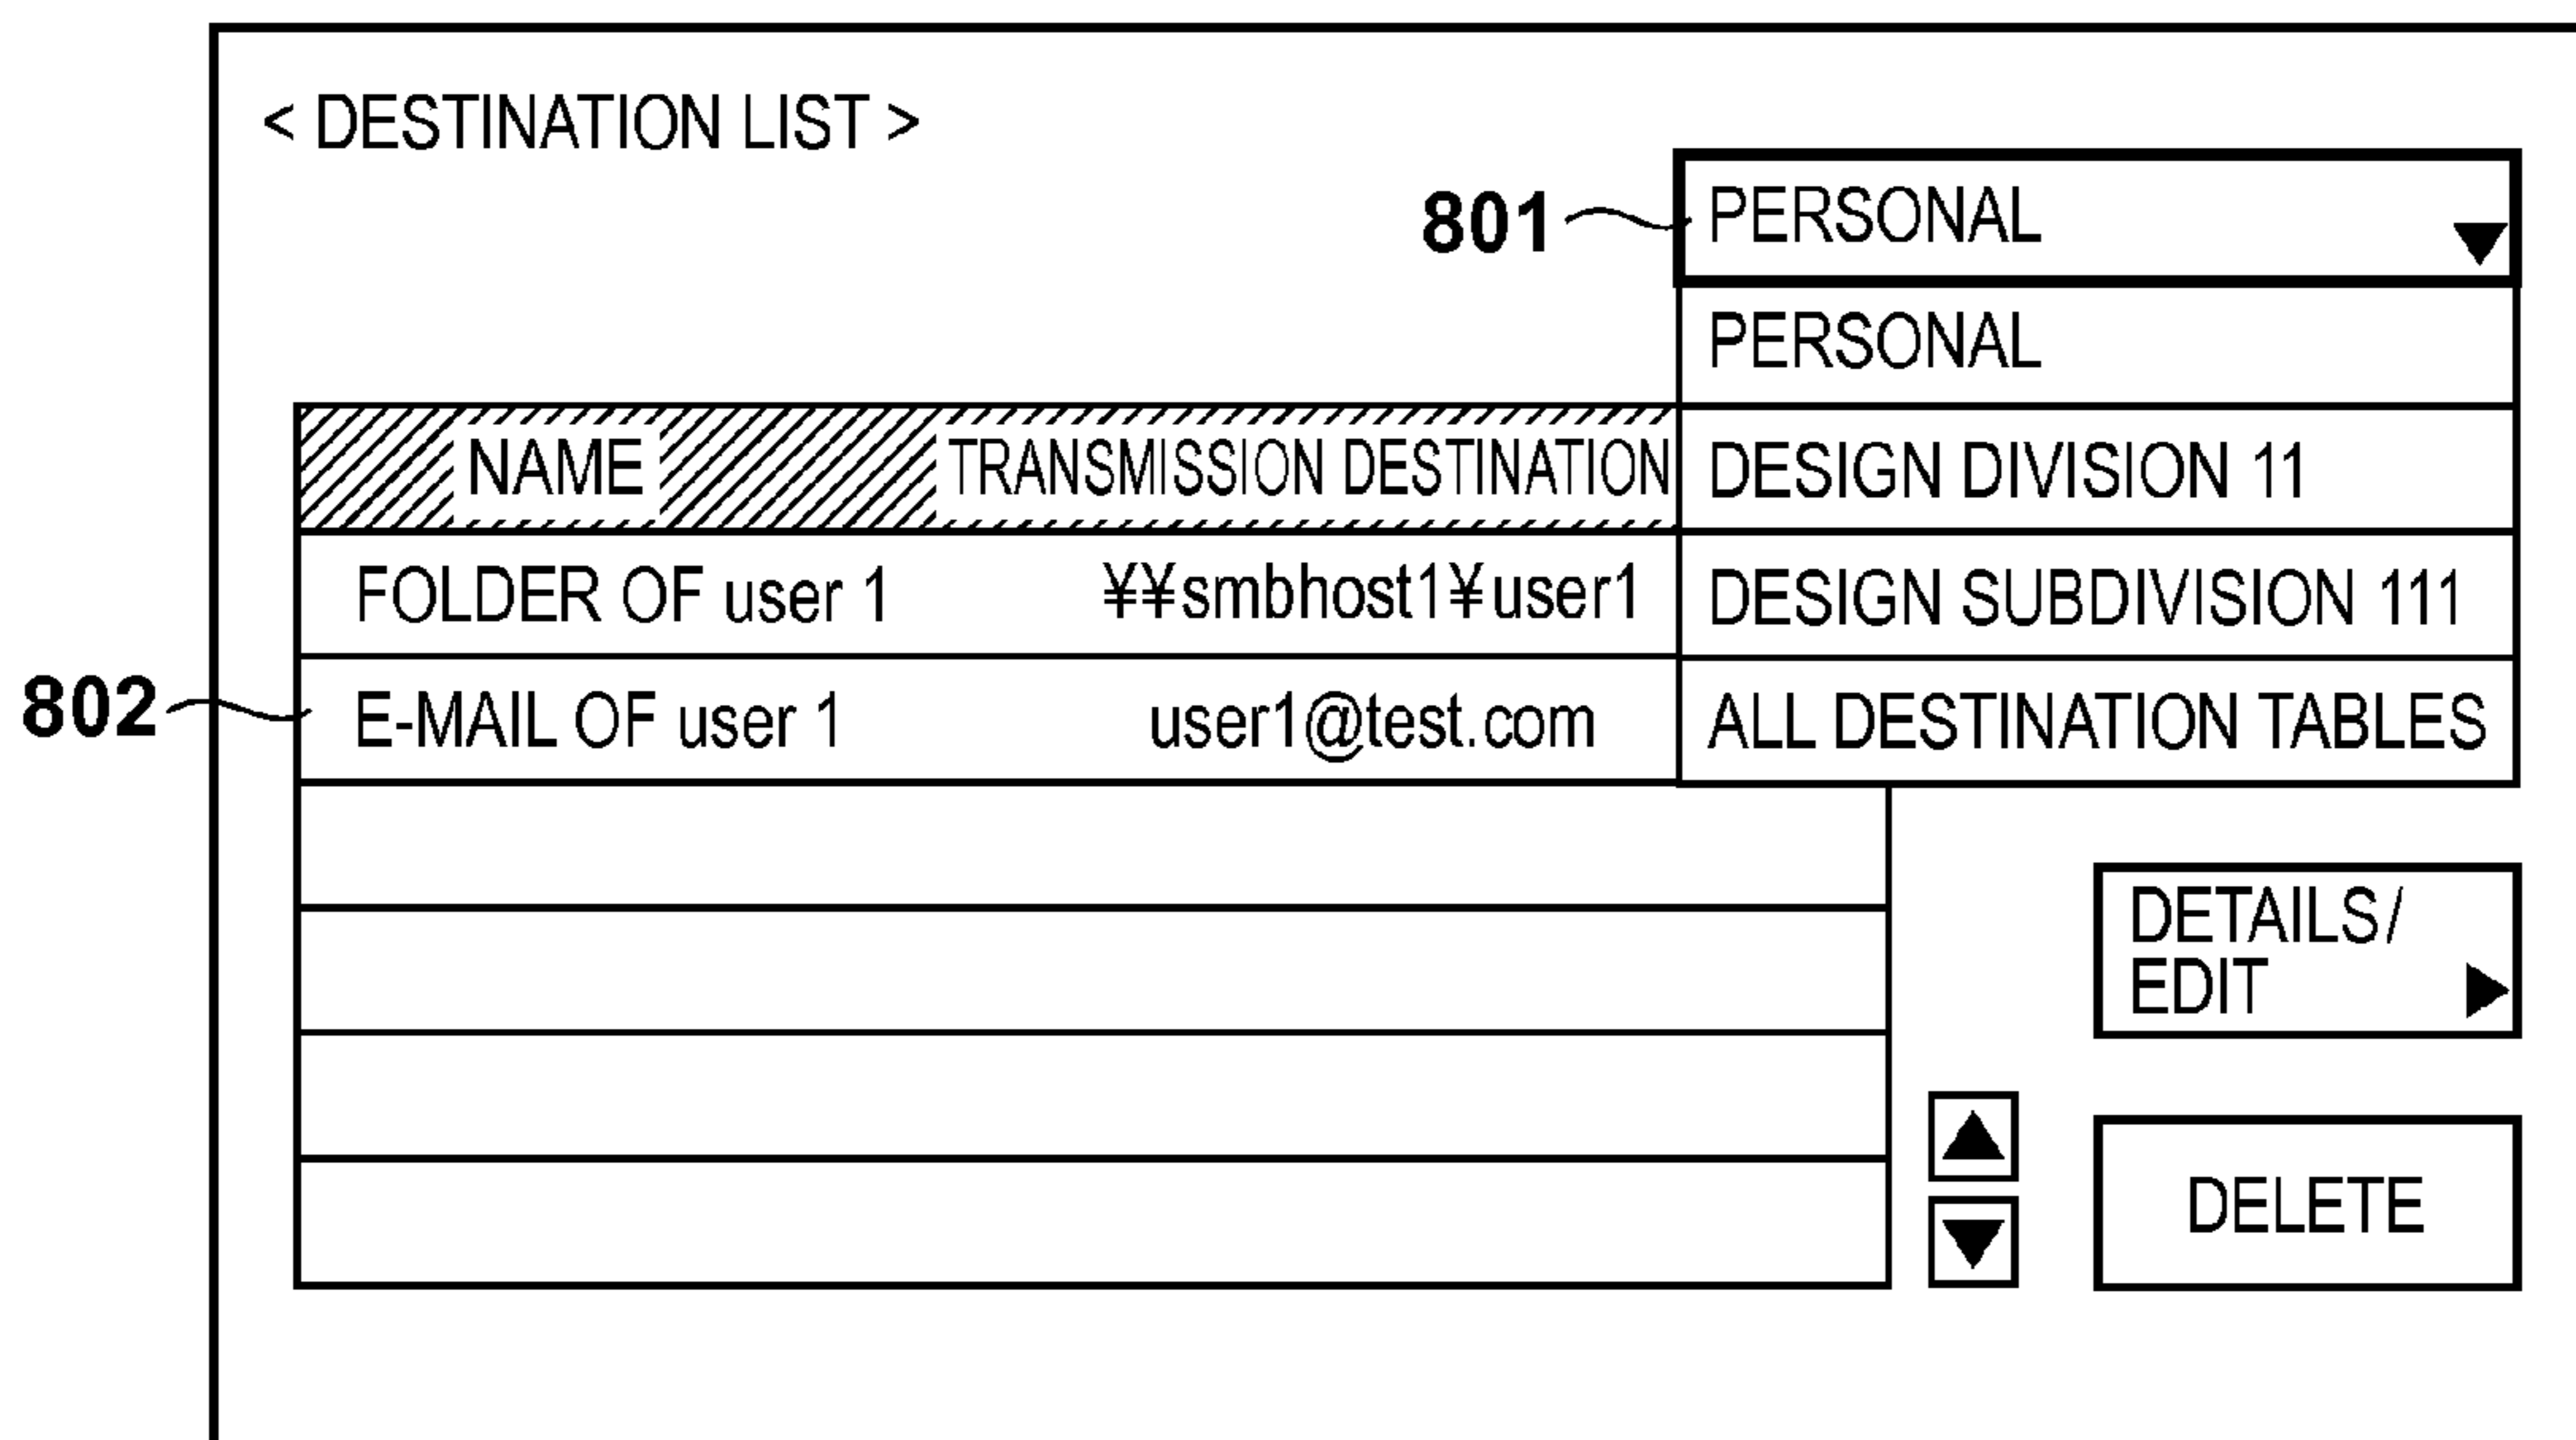 < DESTINATION LIST >
801 PERSONAL
PERSONAL
NAME TRANSMISSION DESTINATION DESIGN DIVISION 11
FOLDER OF user 1 ¥¥smbhost1¥user1 DESIGN SUBDIVISION 111
802 E-MAIL OF user 1 user1@test.com ALL DESTINATION TABLES
DETAILS/
EDIT
DELETE